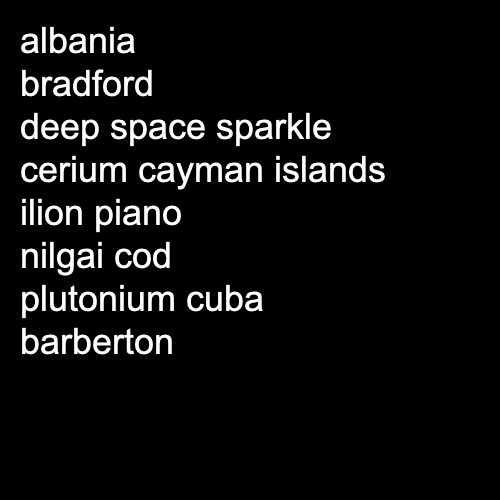 albania
bradford
deep space sparkle
cerium cayman islands
ilion piano
nilgai cod
plutonium cuba
barberton